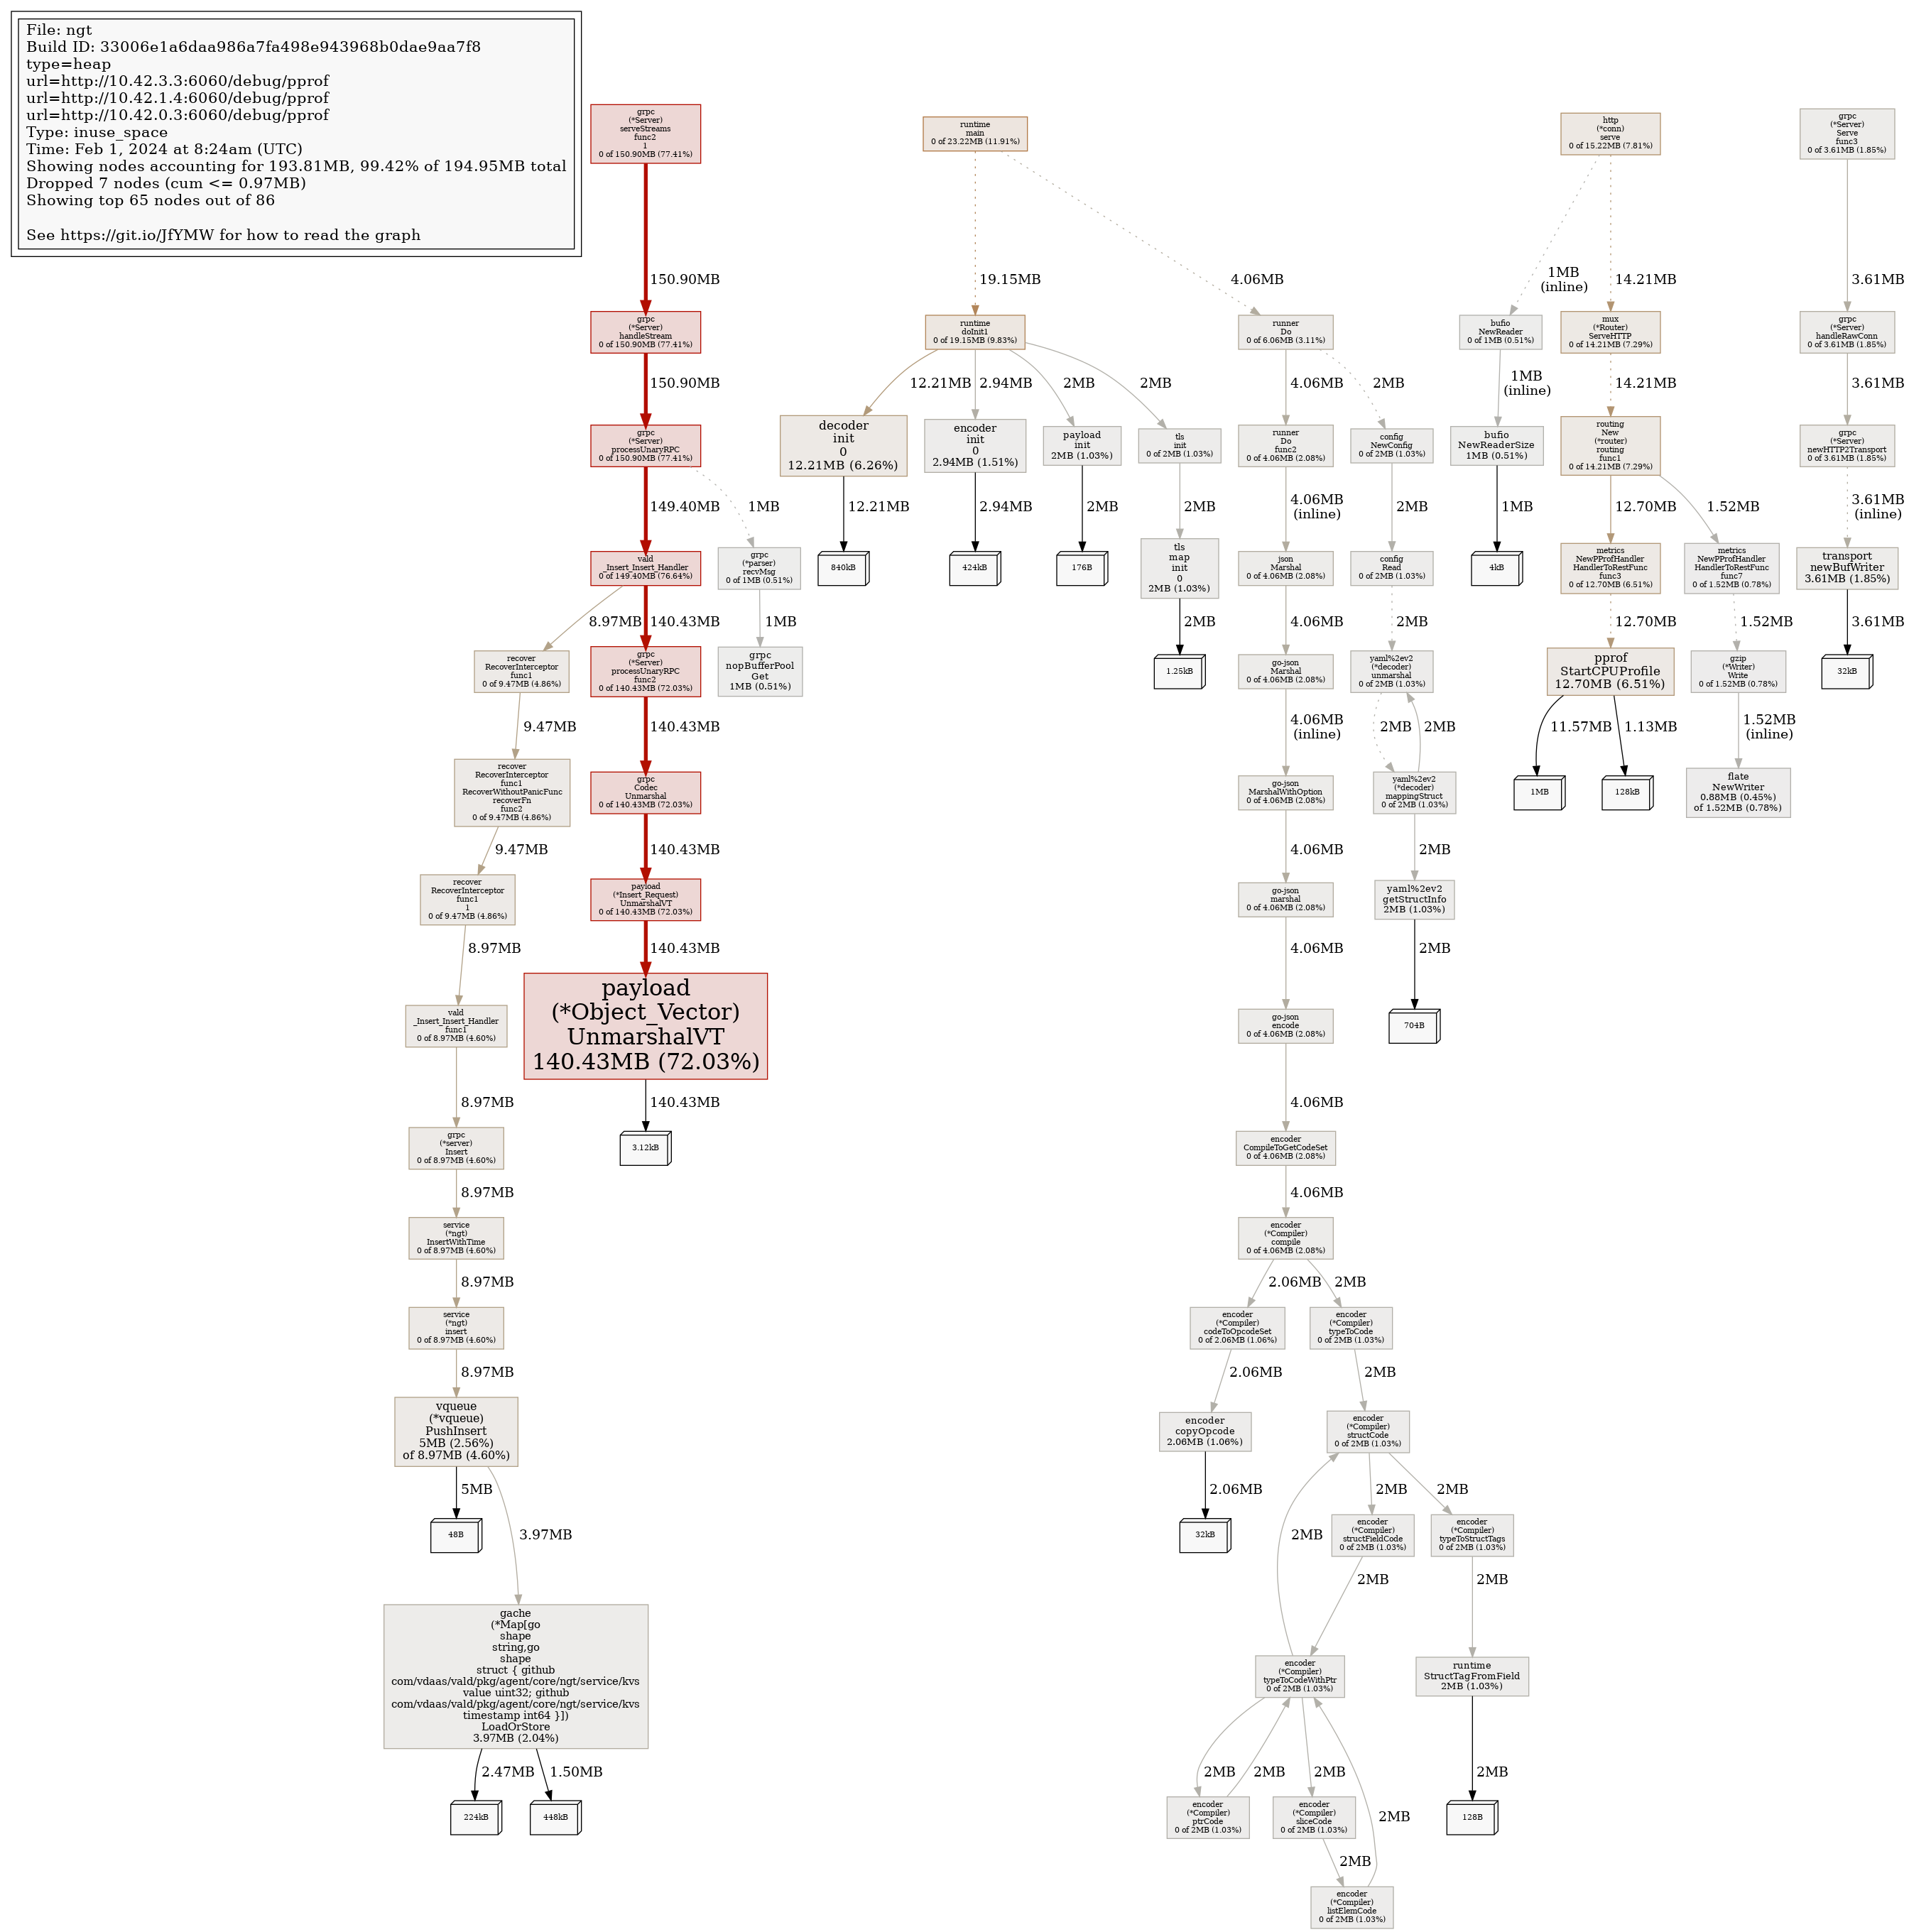 File: ngt
Build ID: 33006e1a6daa986a7fa498e943968b0dae9aa7f8
type=heap
url=http://10.42.3.3:6060/debug/pprof
url=http://10.42.1.4:6060/debug/pprof
url=http://10.42.0.3:6060/debug/pprof
Type: inuse_space
Time: Feb 1, 2024 at 8:24am (UTC)
Showing nodes accounting for 193.81MB, 99.42% of 194.95MB total
Dropped 7 nodes (cum <= 0.97MB)
Showing top 65 nodes out of 86
See https://git.io/JfYMW for how to read the graph
grpc
(*Server)
serveStreams
func2
1
0 of 150.90MB (77.41%)
150.90MB
grpc
(*Server)
handleStream
0 of 150.90MB (77.41%)
150.90MB
grpc
(*Server)
processUnaryRPC
0 of 150.90MB (77.41%)
149.40MB
1MB
vald
_Insert_Insert_Handler
0 of 149.40MB (76.64%)
grpc
(*parser)
recvMsg
0 of 1MB (0.51%)
8.97MB
140.43MB
1MB
recover
RecoverInterceptor
func1
0 of 9.47MB (4.86%)
grpc
(*Server)
processUnaryRPC
func2
0 of 140.43MB (72.03%)
grpc
nopBufferPool
Get
1MB (0.51%)
9.47MB
140.43MB
recover
RecoverInterceptor
func1
RecoverWithoutPanicFunc
recoverFn
func2
0 of 9.47MB (4.86%)
grpc
Codec
Unmarshal
0 of 140.43MB (72.03%)
9.47MB
140.43MB
recover
RecoverInterceptor
func1
1
0 of 9.47MB (4.86%)
payload
(*Insert_Request)
UnmarshalVT
0 of 140.43MB (72.03%)
8.97MB
140.43MB
vald
_Insert_Insert_Handler
func1
0 of 8.97MB (4.60%)
payload
(*Object_Vector)
UnmarshalVT
140.43MB (72.03%)
8.97MB
140.43MB
grpc
(*server)
Insert
0 of 8.97MB (4.60%)
3.12kB
8.97MB
service
(*ngt)
InsertWithTime
0 of 8.97MB (4.60%)
8.97MB
service
(*ngt)
insert
0 of 8.97MB (4.60%)
8.97MB
vqueue
(*vqueue)
PushInsert
5MB (2.56%)
of 8.97MB (4.60%)
5MB
3.97MB
48B
gache
(*Map[go
shape
string,go
shape
struct { github
com/vdaas/vald/pkg/agent/core/ngt/service/kvs
value uint32; github
com/vdaas/vald/pkg/agent/core/ngt/service/kvs
timestamp int64 }])
LoadOrStore
3.97MB (2.04%)
2.47MB
1.50MB
224kB
448kB
runtime
main
0 of 23.22MB (11.91%)
19.15MB
4.06MB
runtime
doInit1
0 of 19.15MB (9.83%)
runner
Do
0 of 6.06MB (3.11%)
12.21MB
2.94MB
2MB
2MB
4.06MB
2MB
decoder
init
0
12.21MB (6.26%)
encoder
init
0
2.94MB (1.51%)
payload
init
2MB (1.03%)
tls
init
0 of 2MB (1.03%)
runner
Do
func2
0 of 4.06MB (2.08%)
config
NewConfig
0 of 2MB (1.03%)
12.21MB
2.94MB
2MB
2MB
4.06MB
(inline)
2MB
840kB
424kB
176B
tls
map
init
0
2MB (1.03%)
json
Marshal
0 of 4.06MB (2.08%)
config
Read
0 of 2MB (1.03%)
2MB
4.06MB
2MB
1.25kB
go-json
Marshal
0 of 4.06MB (2.08%)
yaml%2ev2
(*decoder)
unmarshal
0 of 2MB (1.03%)
4.06MB
(inline)
2MB
2MB
go-json
MarshalWithOption
0 of 4.06MB (2.08%)
yaml%2ev2
(*decoder)
mappingStruct
0 of 2MB (1.03%)
4.06MB
2MB
go-json
marshal
0 of 4.06MB (2.08%)
yaml%2ev2
getStructInfo
2MB (1.03%)
4.06MB
2MB
go-json
encode
0 of 4.06MB (2.08%)
704B
4.06MB
encoder
CompileToGetCodeSet
0 of 4.06MB (2.08%)
4.06MB
encoder
(*Compiler)
compile
0 of 4.06MB (2.08%)
2.06MB
2MB
encoder
(*Compiler)
codeToOpcodeSet
0 of 2.06MB (1.06%)
encoder
(*Compiler)
typeToCode
0 of 2MB (1.03%)
2.06MB
2MB
encoder
copyOpcode
2.06MB (1.06%)
encoder
(*Compiler)
structCode
0 of 2MB (1.03%)
2.06MB
2MB
2MB
32kB
2MB
encoder
(*Compiler)
structFieldCode
0 of 2MB (1.03%)
encoder
(*Compiler)
typeToStructTags
0 of 2MB (1.03%)
2MB
2MB
encoder
(*Compiler)
typeToCodeWithPtr
0 of 2MB (1.03%)
runtime
StructTagFromField
2MB (1.03%)
2MB
2MB
2MB
2MB
2MB
encoder
(*Compiler)
ptrCode
0 of 2MB (1.03%)
encoder
(*Compiler)
sliceCode
0 of 2MB (1.03%)
128B
2MB
encoder
(*Compiler)
listElemCode
0 of 2MB (1.03%)
http
(*conn)
serve
0 of 15.22MB (7.81%)
1MB
(inline)
14.21MB
bufio
NewReader
0 of 1MB (0.51%)
mux
(*Router)
ServeHTTP
0 of 14.21MB (7.29%)
1MB
(inline)
14.21MB
bufio
NewReaderSize
1MB (0.51%)
routing
New
(*router)
routing
func1
0 of 14.21MB (7.29%)
1MB
12.70MB
1.52MB
4kB
metrics
NewPProfHandler
HandlerToRestFunc
func3
0 of 12.70MB (6.51%)
metrics
NewPProfHandler
HandlerToRestFunc
func7
0 of 1.52MB (0.78%)
12.70MB
1.52MB
pprof
StartCPUProfile
12.70MB (6.51%)
gzip
(*Writer)
Write
0 of 1.52MB (0.78%)
11.57MB
1.13MB
1.52MB
(inline)
1MB
128kB
flate
NewWriter
0.88MB (0.45%)
of 1.52MB (0.78%)
grpc
(*Server)
Serve
func3
0 of 3.61MB (1.85%)
3.61MB
grpc
(*Server)
handleRawConn
0 of 3.61MB (1.85%)
3.61MB
grpc
(*Server)
newHTTP2Transport
0 of 3.61MB (1.85%)
3.61MB
(inline)
transport
newBufWriter
3.61MB (1.85%)
3.61MB
32kB